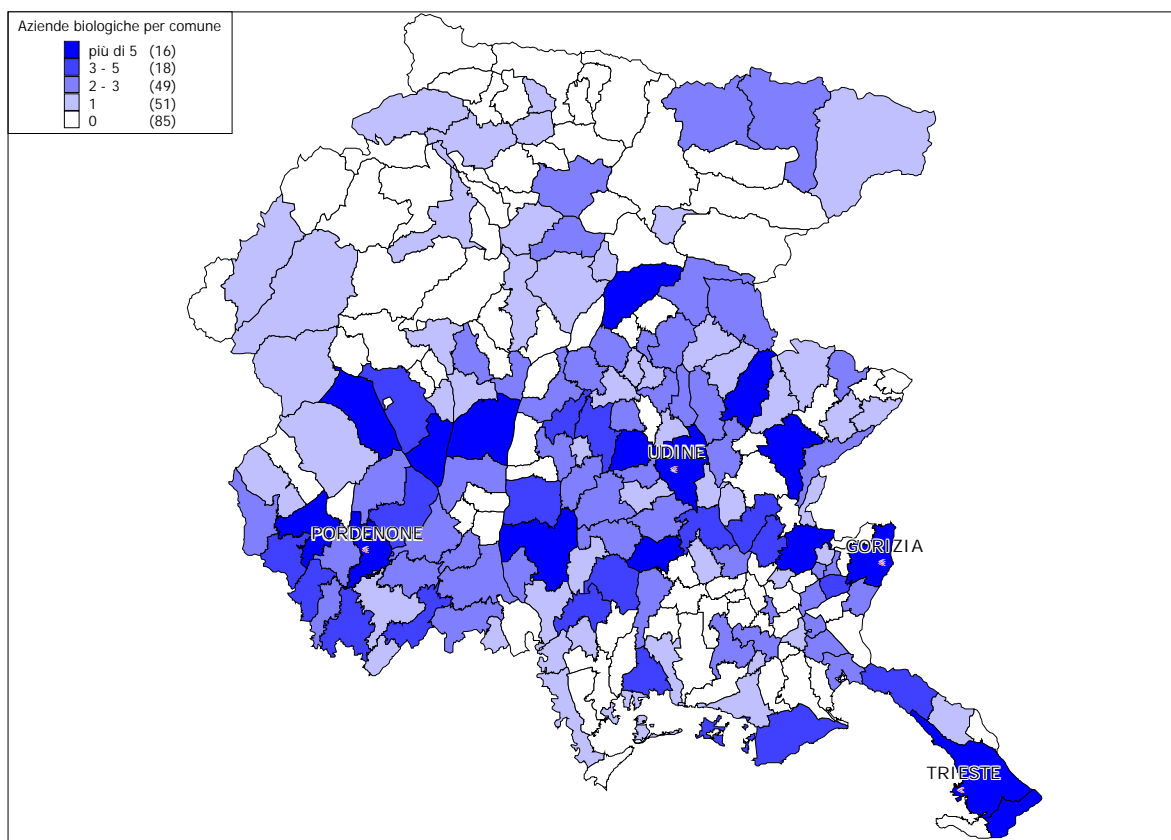 Aziende biologiche per comune
più di 5 (16)
3 - 5 (18)
2 - 3 (49)
1 (51)
0 (85)
UDINE
PORDENONE
GORIZIA
TRIESTE